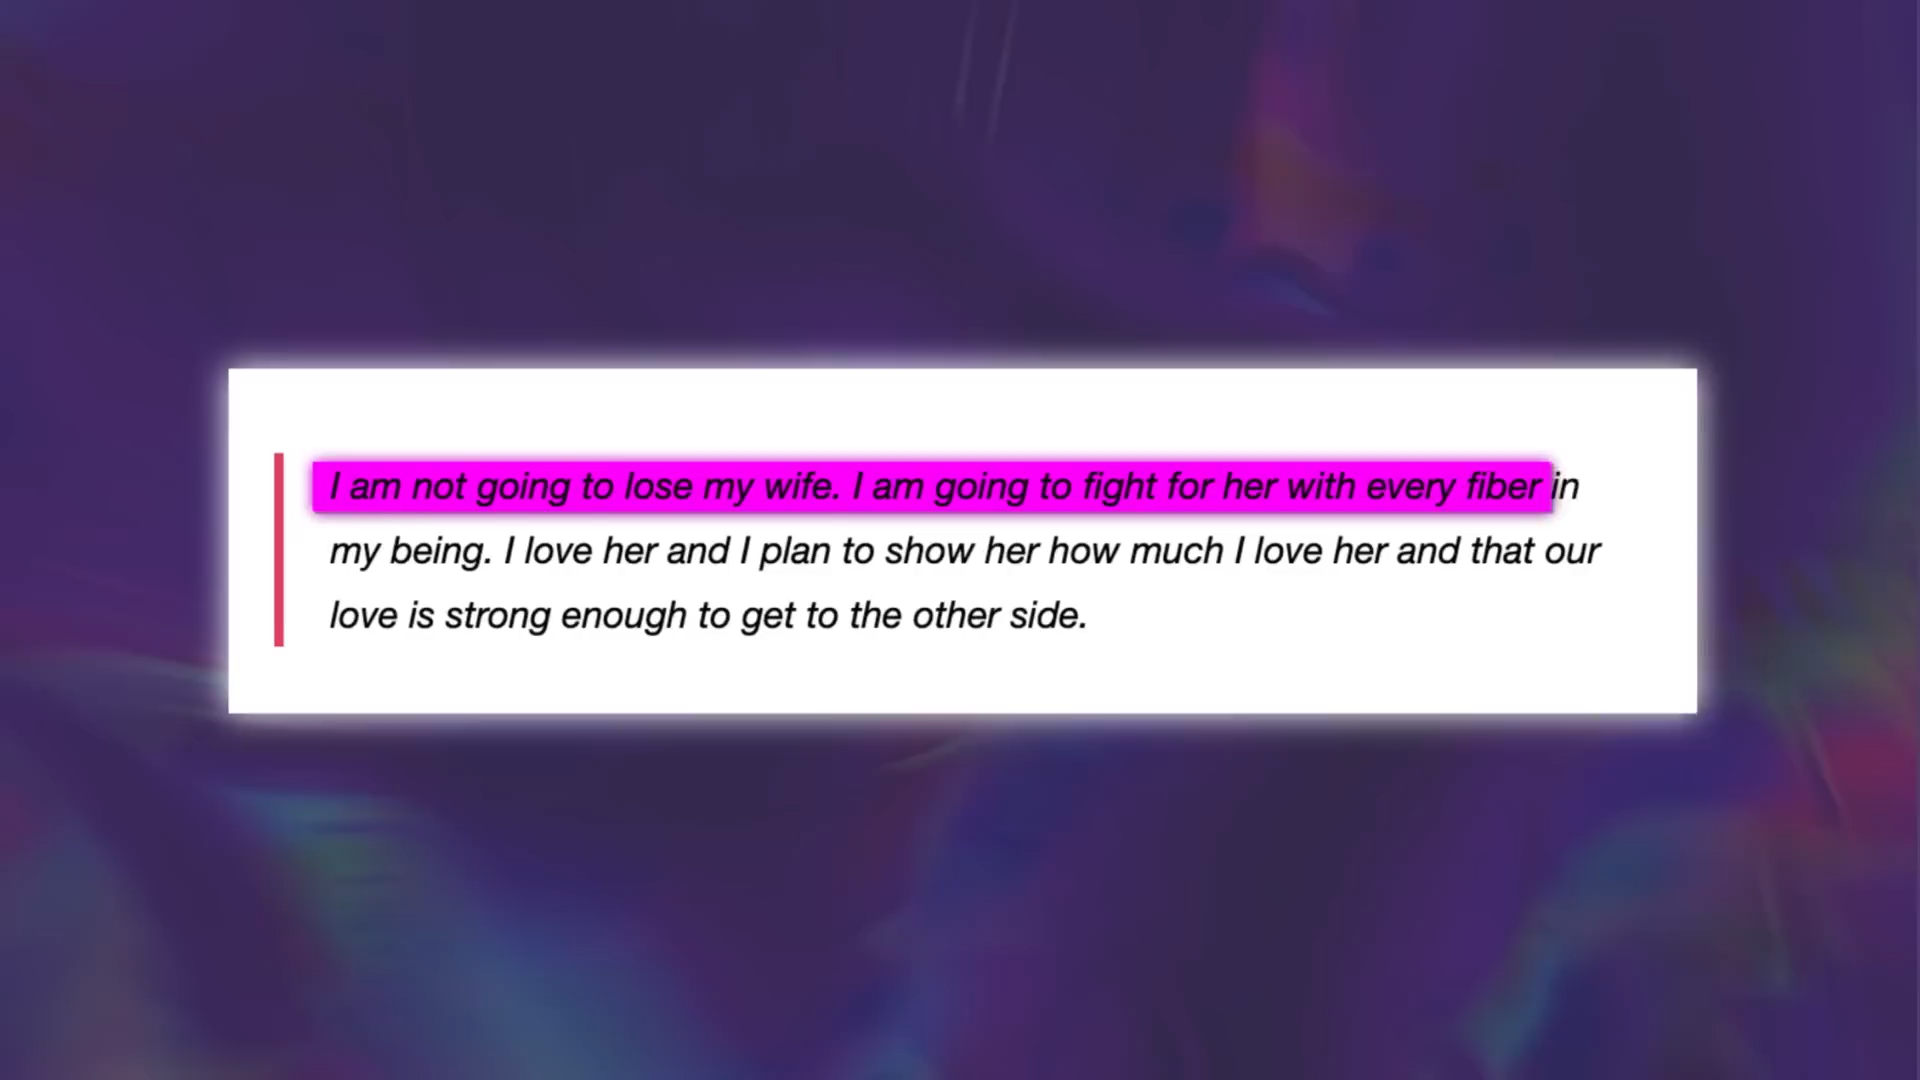 I am not going to lose my wife. I am going to fight for her with every fiber in
my being. I love her and I plan to show her how much I love her and that our
love is strong enough to get to the other side.